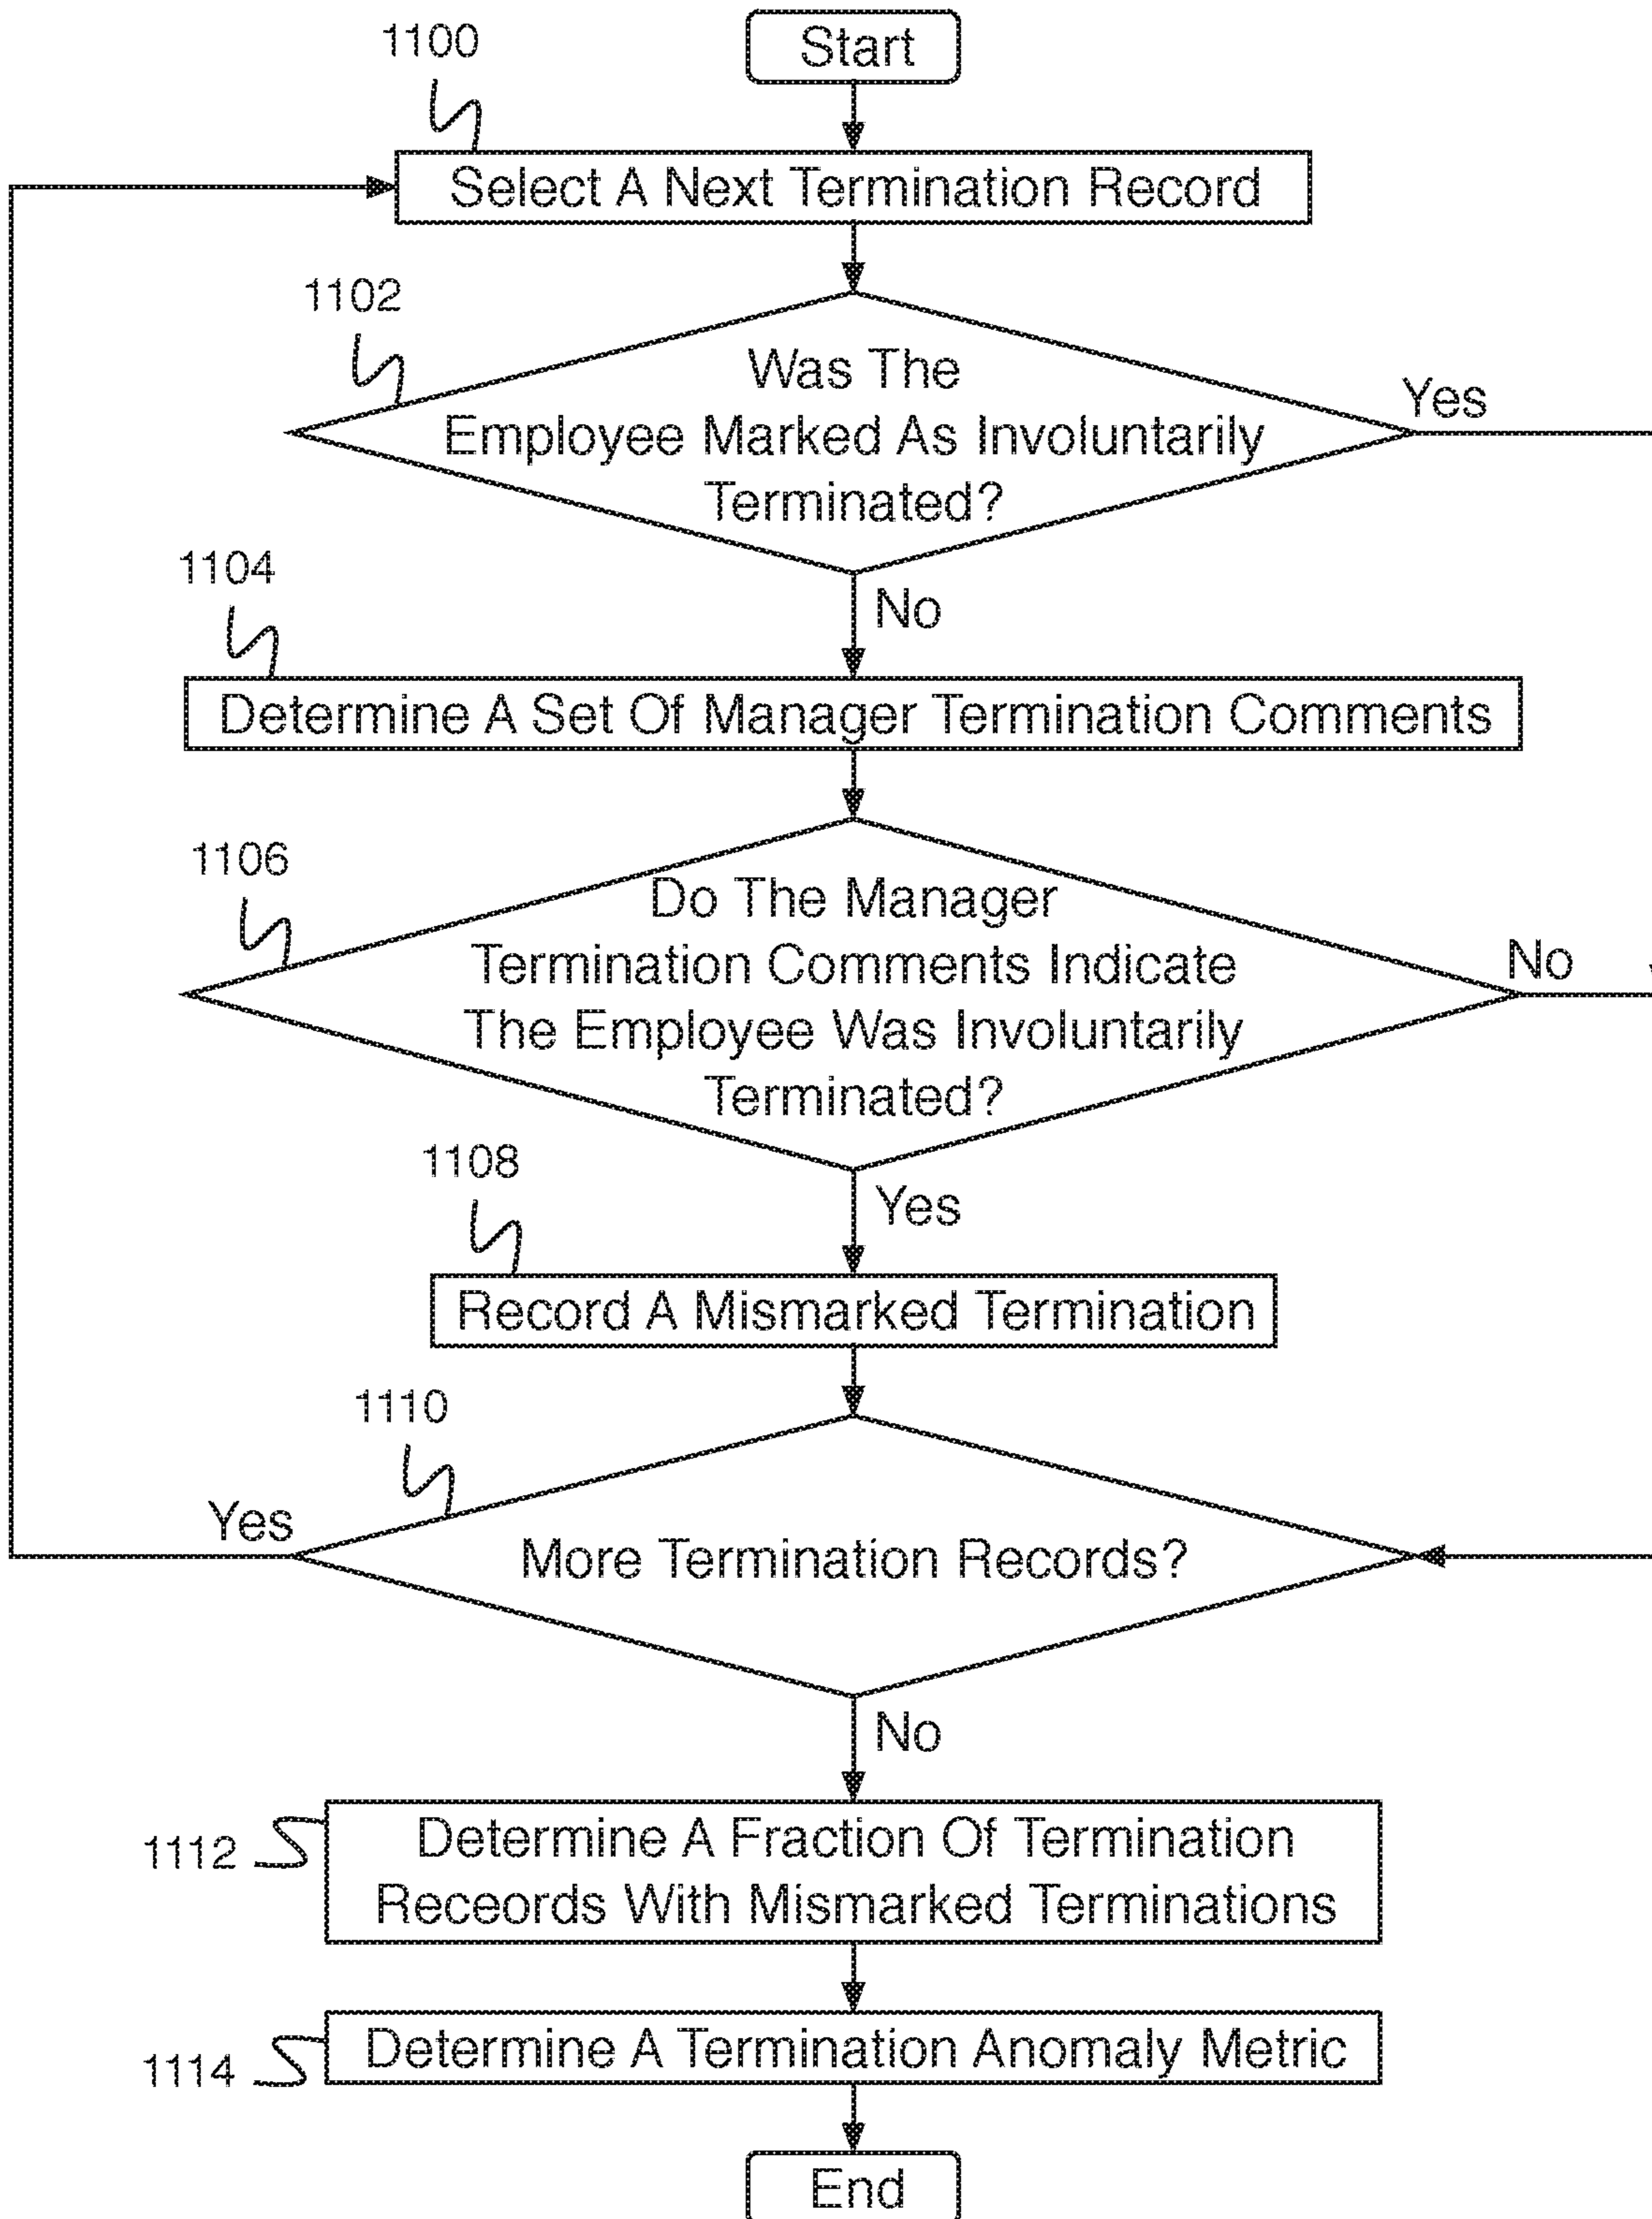 Start
1100
Select A Next Termination Record
1102
Was The
Employee Marked As Involuntarily
Terminated?
Yes
No
1104
Determine A Set Of Manager Termination Comments
1106
Do The Manager
Termination Comments Indicate
The Employee Was Involuntarily
Terminated?
No
Yes
1108
Record A Mismarked Termination
1110
More Termination Records?
Yes
No
1112
Determine A Fraction Of Termination
Receords With Mismarked Terminations
1114
Determine A Termination Anomaly Metric
End